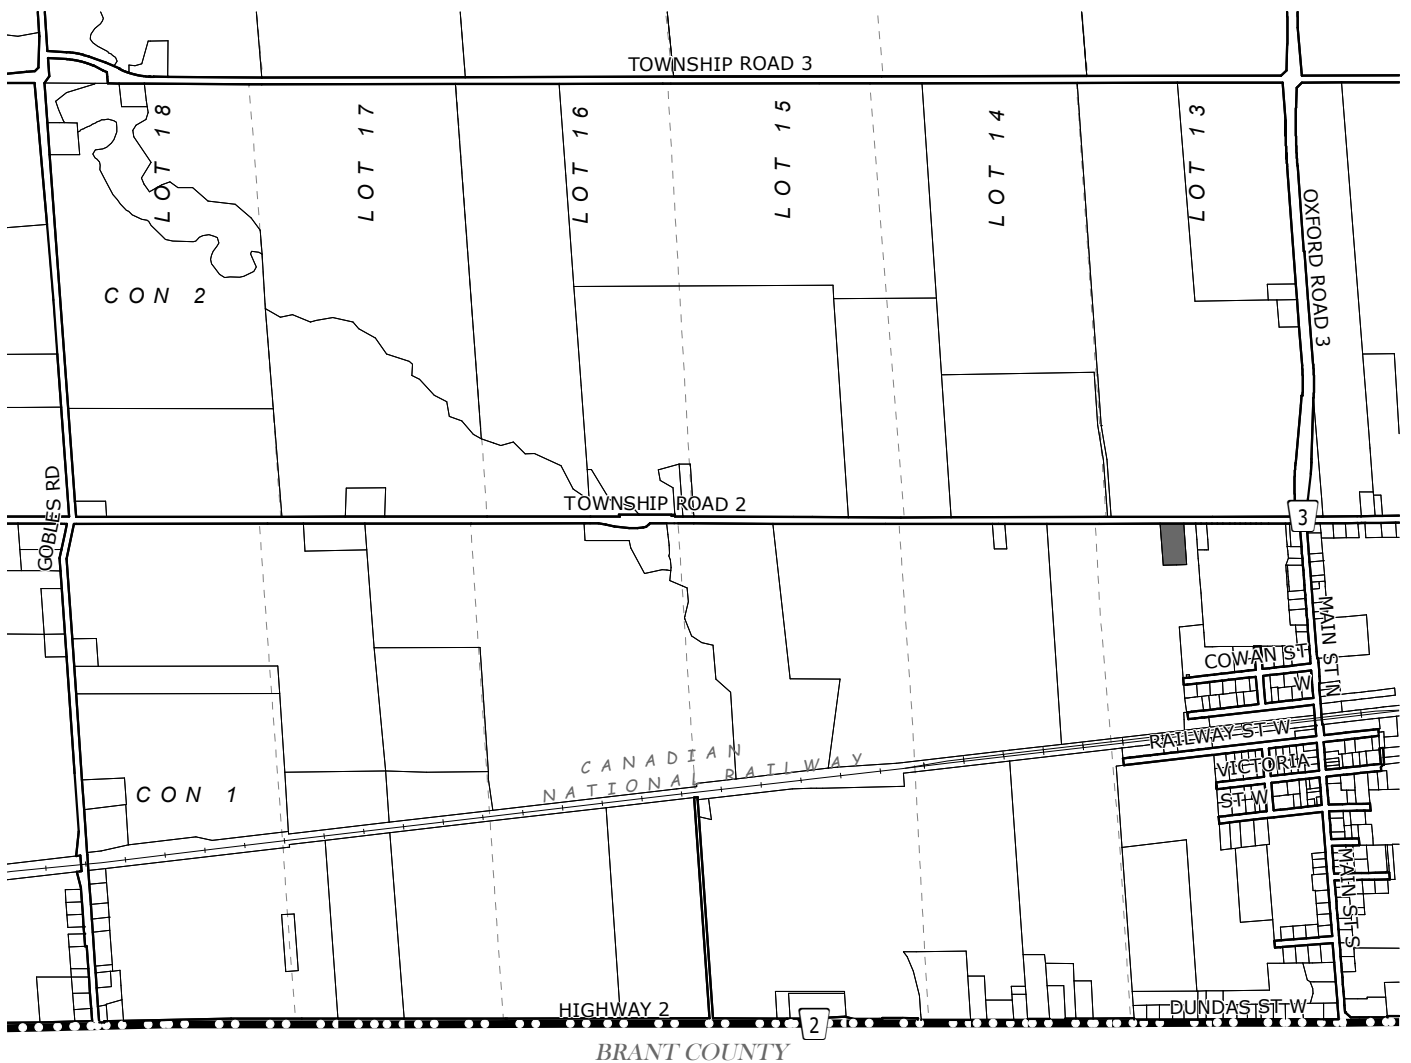 TOWNSHIP ROAD 3
LOT 18
LOT 17
LOT 16
LOT 15
LOT 14
LOT 13
OXFORD ROAD 3
CON 2
GOBLES RD
TOWNSHIP ROAD 2
3
MAIN ST N
COWAN ST
W
RAILWAY ST W
CANADIAN
NATIONAL RAILWAY
VICTORIA
ST W
CON 1
MAIN ST S
HIGHWAY 2
DUNDAS ST W
2
BRANT COUNTY